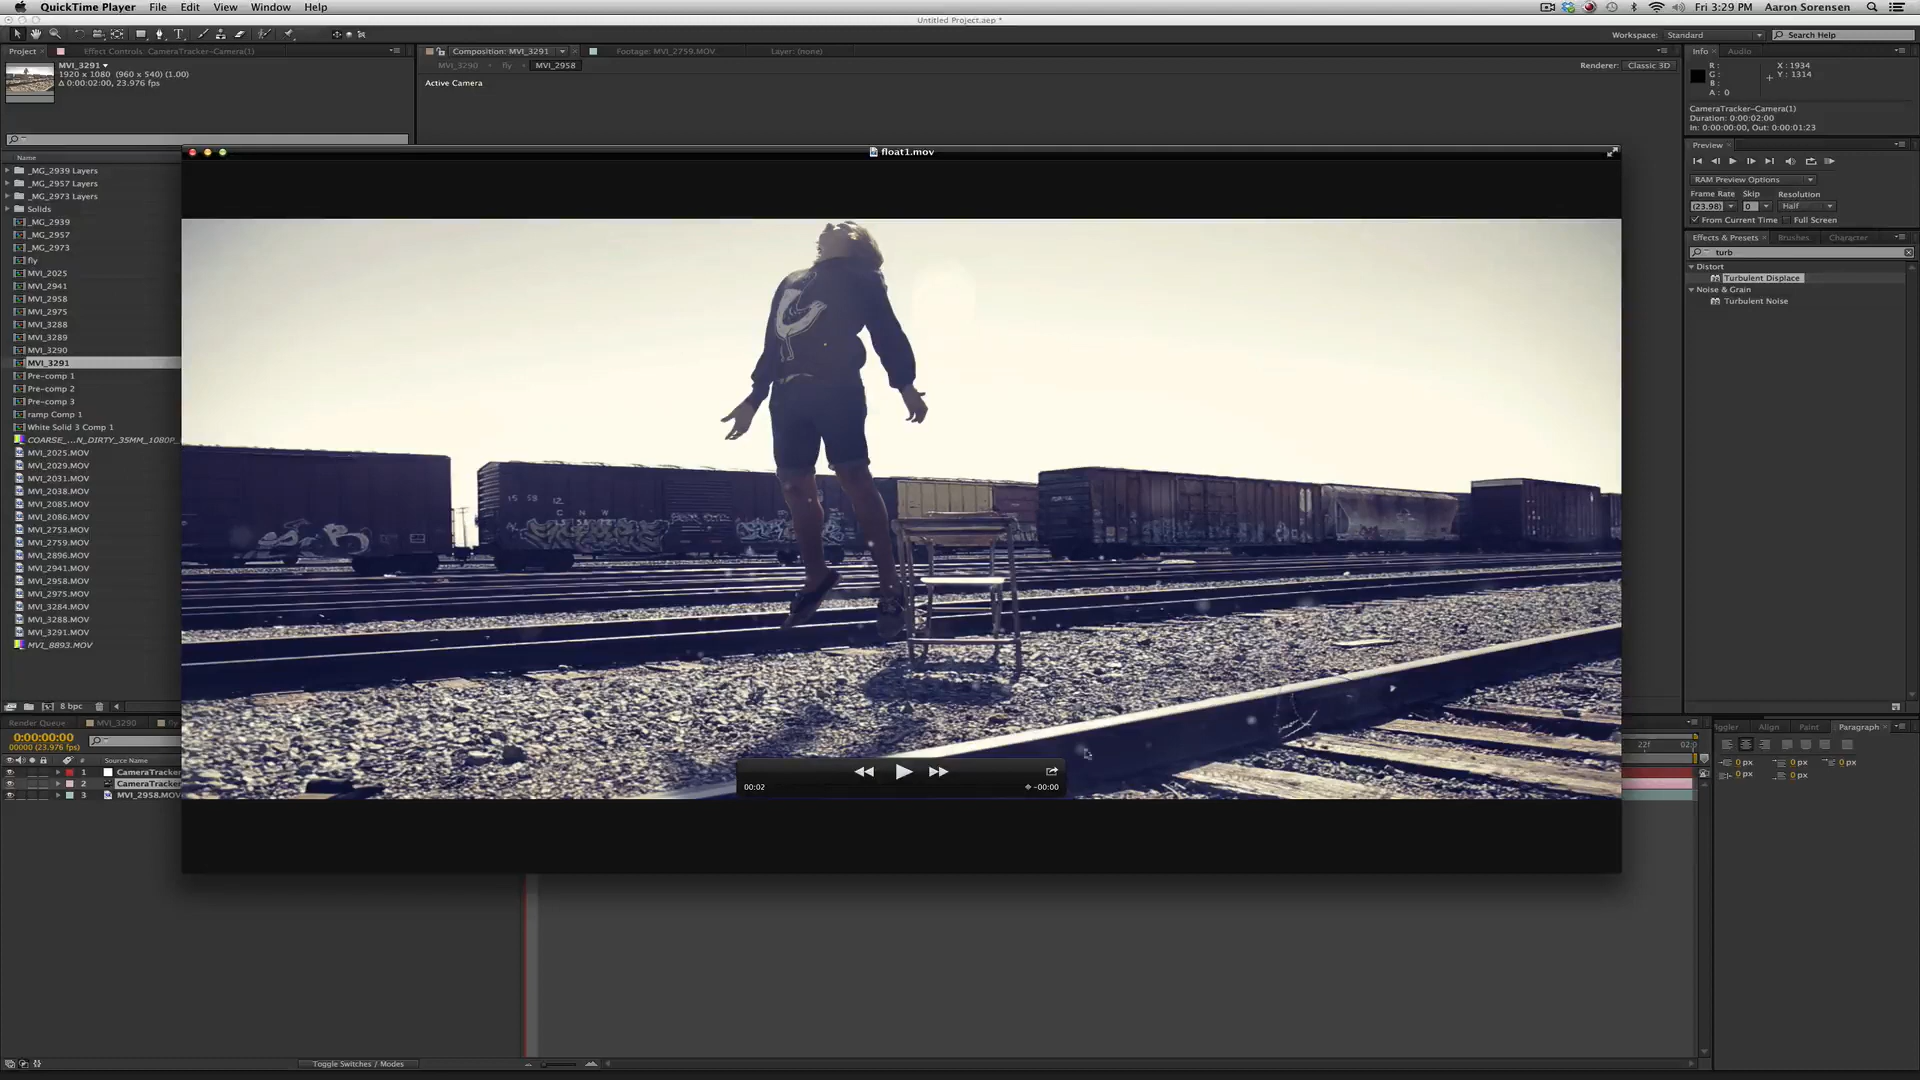 QuickTime Player File Edit View Window Help Fri 3:29 PM Aaron Sorensen
Untitled Project.aep *
Workspace: Standard Search Help
Project Effect Controls: CameraTracker-Camera(1)
Composition: MVI_3291 Footage: MVI_2759.MOV Layer: (none)
Info Audio
MVI_3291
1920 x 1080 (960 x 540) (1.00)
Δ 0:00:02:00, 23.976 fps
MVI_3290 fly MVI_2958
Renderer: Classic 3D
Active Camera
R :
G :
B :
A : 0
X : 1934
Y : 1314
CameraTracker-Camera(1)
Duration: 0:00:02:00
In: 0:00:00:00, Out: 0:00:01:23
Preview
RAM Preview Options
Frame Rate Skip Resolution
(23.98) 0 Half
From Current Time Full Screen
Effects & Presets Brushes Character
turb
Distort
Turbulent Displace
Noise & Grain
Turbulent Noise
float1.mov
Name
_MG_2939 Layers
_MG_2957 Layers
_MG_2973 Layers
Solids
_MG_2939
_MG_2957
_MG_2973
fly
MVI_2025
MVI_2941
MVI_2958
MVI_2975
MVI_3288
MVI_3289
MVI_3290
MVI_3291
Pre-comp 1
Pre-comp 2
Pre-comp 3
ramp Comp 1
White Solid 3 Comp 1
COARSE_...N_DIRTY_35MM_1080P_
MVI_2025.MOV
MVI_2029.MOV
MVI_2031.MOV
MVI_2038.MOV
MVI_2085.MOV
MVI_2086.MOV
MVI_2753.MOV
MVI_2759.MOV
MVI_2896.MOV
MVI_2941.MOV
MVI_2958.MOV
MVI_2975.MOV
MVI_3284.MOV
MVI_3288.MOV
MVI_3291.MOV
MVI_8893.MOV
8 bpc
C N W
00:02 -00:00
Render Queue MVI_3290 fly
0:00:00:00
00000 (23.976 fps)
Source Name
1 CameraTracker
2 CameraTracker
3 MVI_2958.MOV
22f 02:0
Align Paint Paragraph
0 px 0 px 0 px
0 px 0 px
Toggle Switches / Modes